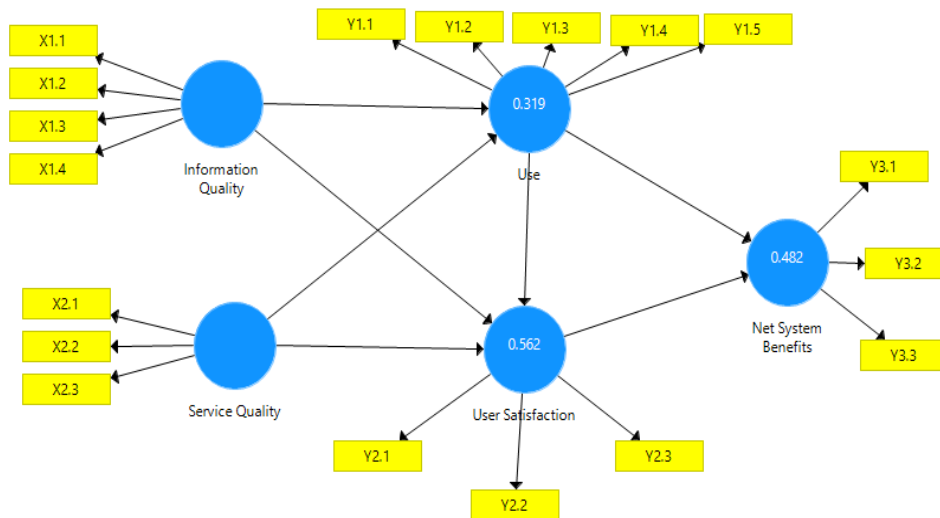 X1.1
X1.2
X1.3
X1.4
Information
Quality
Y1.1
Y1.2
Y1.3
Y1.4
Y1.5
0.319
Use
X2.1
X2.2
X2.3
Service Quality
0.562
User Satisfaction
Y2.1
Y2.2
Y2.3
0.482
Net System
Benefits
Y3.1
Y3.2
Y3.3